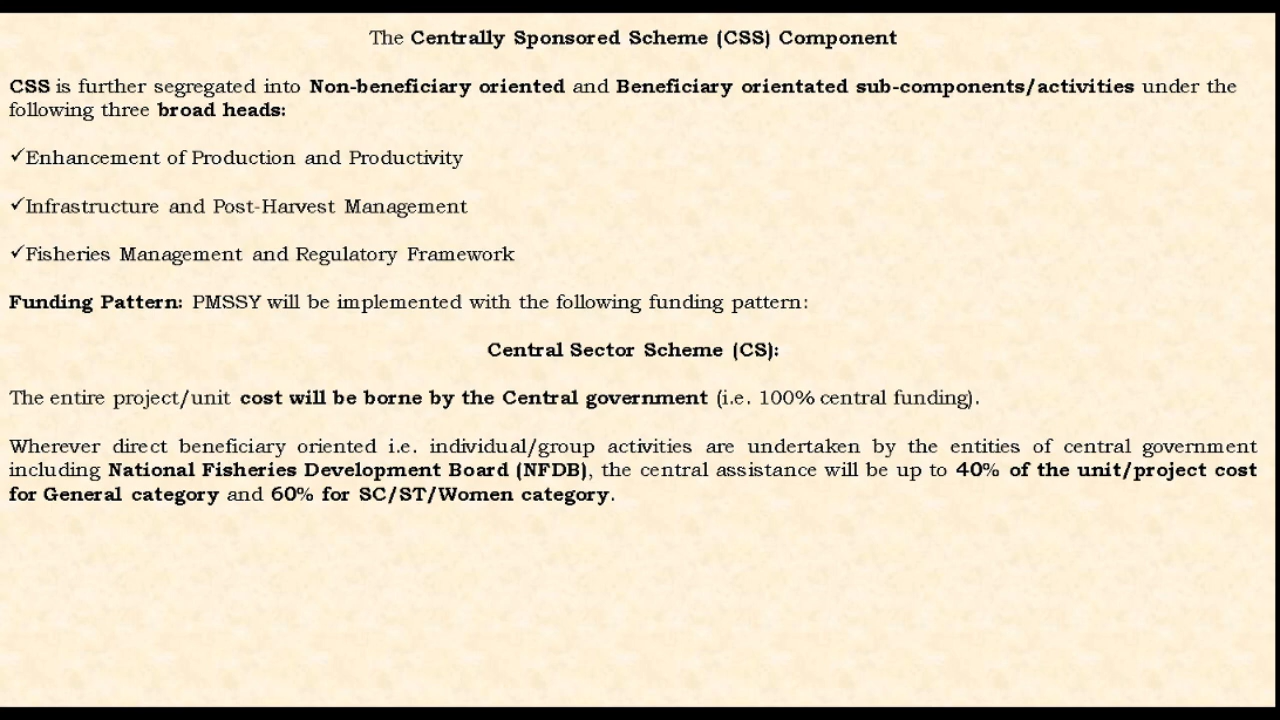 The Centrally Sponsored Scheme (CSS) Component
CSS is further segregated into Non-beneficiary oriented and Beneficiary orientated sub-components/activities under the
following three broad heads:
✓Enhancement of Production and Productivity
✓Infrastructure and Post-Harvest Management
✓Fisheries Management and Regulatory Framework
Funding Pattern: PMSSY will be implemented with the following funding pattern:
Central Sector Scheme (CS):
The entire project/unit cost will be borne by the Central government (i.e. 100% central funding).
Wherever direct beneficiary oriented i.e. individual/group activities are undertaken by the entities of central government
including National Fisheries Development Board (NFDB), the central assistance will be up to 40% of the unit/project cost
for General category and 60% for SC/ST/Women category.